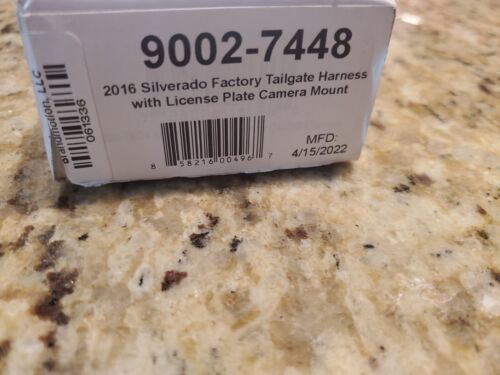 9002-7448
2016 Silverado Factory Tailgate Harness
with License Plate Camera Mount
8 58216 00496 7
MFD:
4/15/2022
Brandmotion, LLC
061336